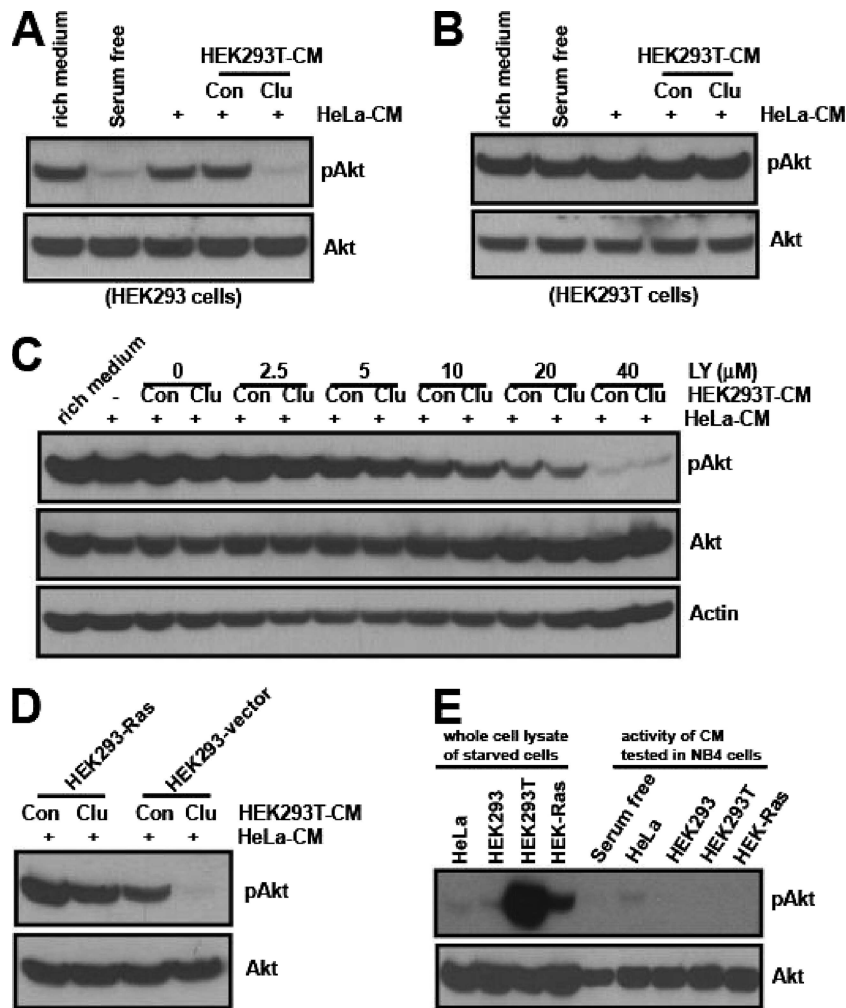 A
rich medium
Serum free
HEK293T-CM
Con Clu
+ + + HeLa-CM
pAkt
Akt
(HEK293 cells)
B
rich medium
Serum free
HEK293T-CM
Con Clu
+ + + HeLa-CM
pAkt
Akt
(HEK293T cells)
C
rich medium
0 2.5 5 10 20 40 LY (μM)
- Con Clu Con Clu Con Clu Con Clu Con Clu Con Clu HEK293T-CM
+ + + + + + + + + + + + + HeLa-CM
pAkt
Akt
Actin
D
HEK293-Ras
HEK293-vector
Con Clu Con Clu HEK293T-CM
+ + + + HeLa-CM
pAkt
Akt
E
whole cell lysate
of starved cells
activity of CM
tested in NB4 cells
HeLa
HEK293
HEK293T
HEK-Ras
Serum free
HeLa
HEK293
HEK293T
HEK-Ras
pAkt
Akt